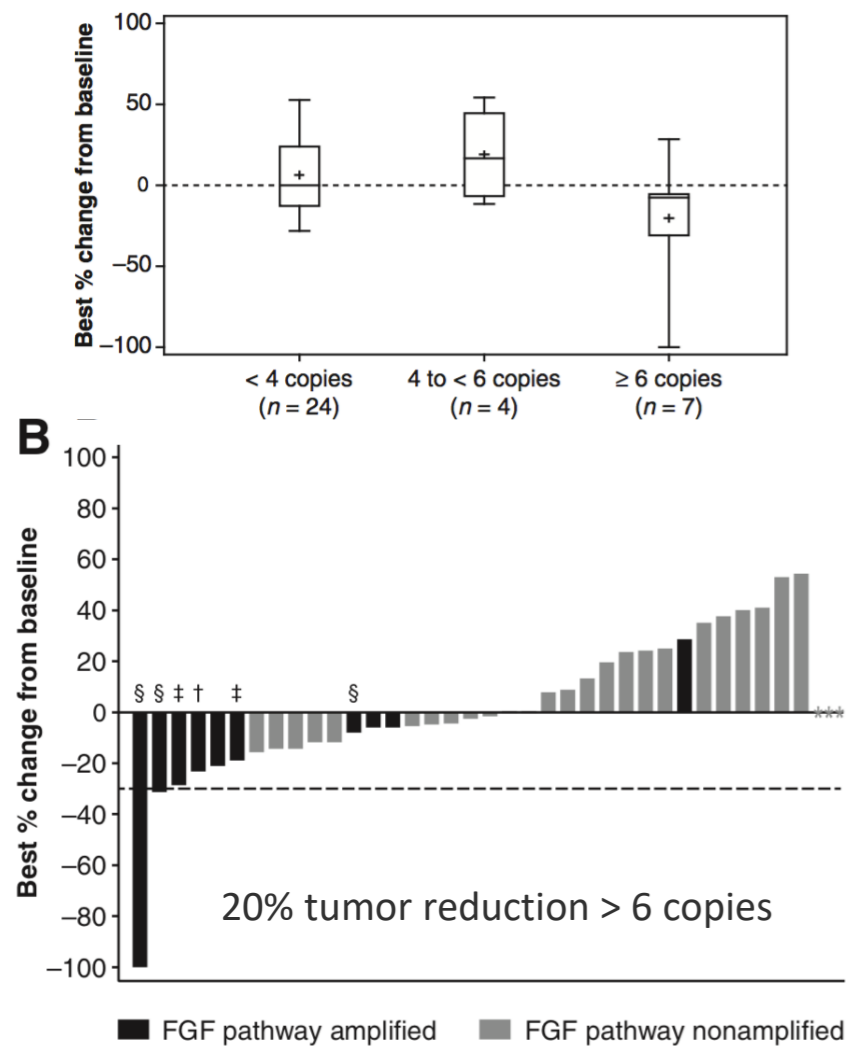 Best % change from baseline
100
50
0
−50
−100
< 4 copies
(n = 24)
4 to < 6 copies
(n = 4)
≥ 6 copies
(n = 7)
B
Best % change from baseline
100
80
60
40
20
0
−20
−40
−60
−80
−100
§ § ‡ † ‡ §
***
20% tumor reduction > 6 copies
FGF pathway amplified
FGF pathway nonamplified